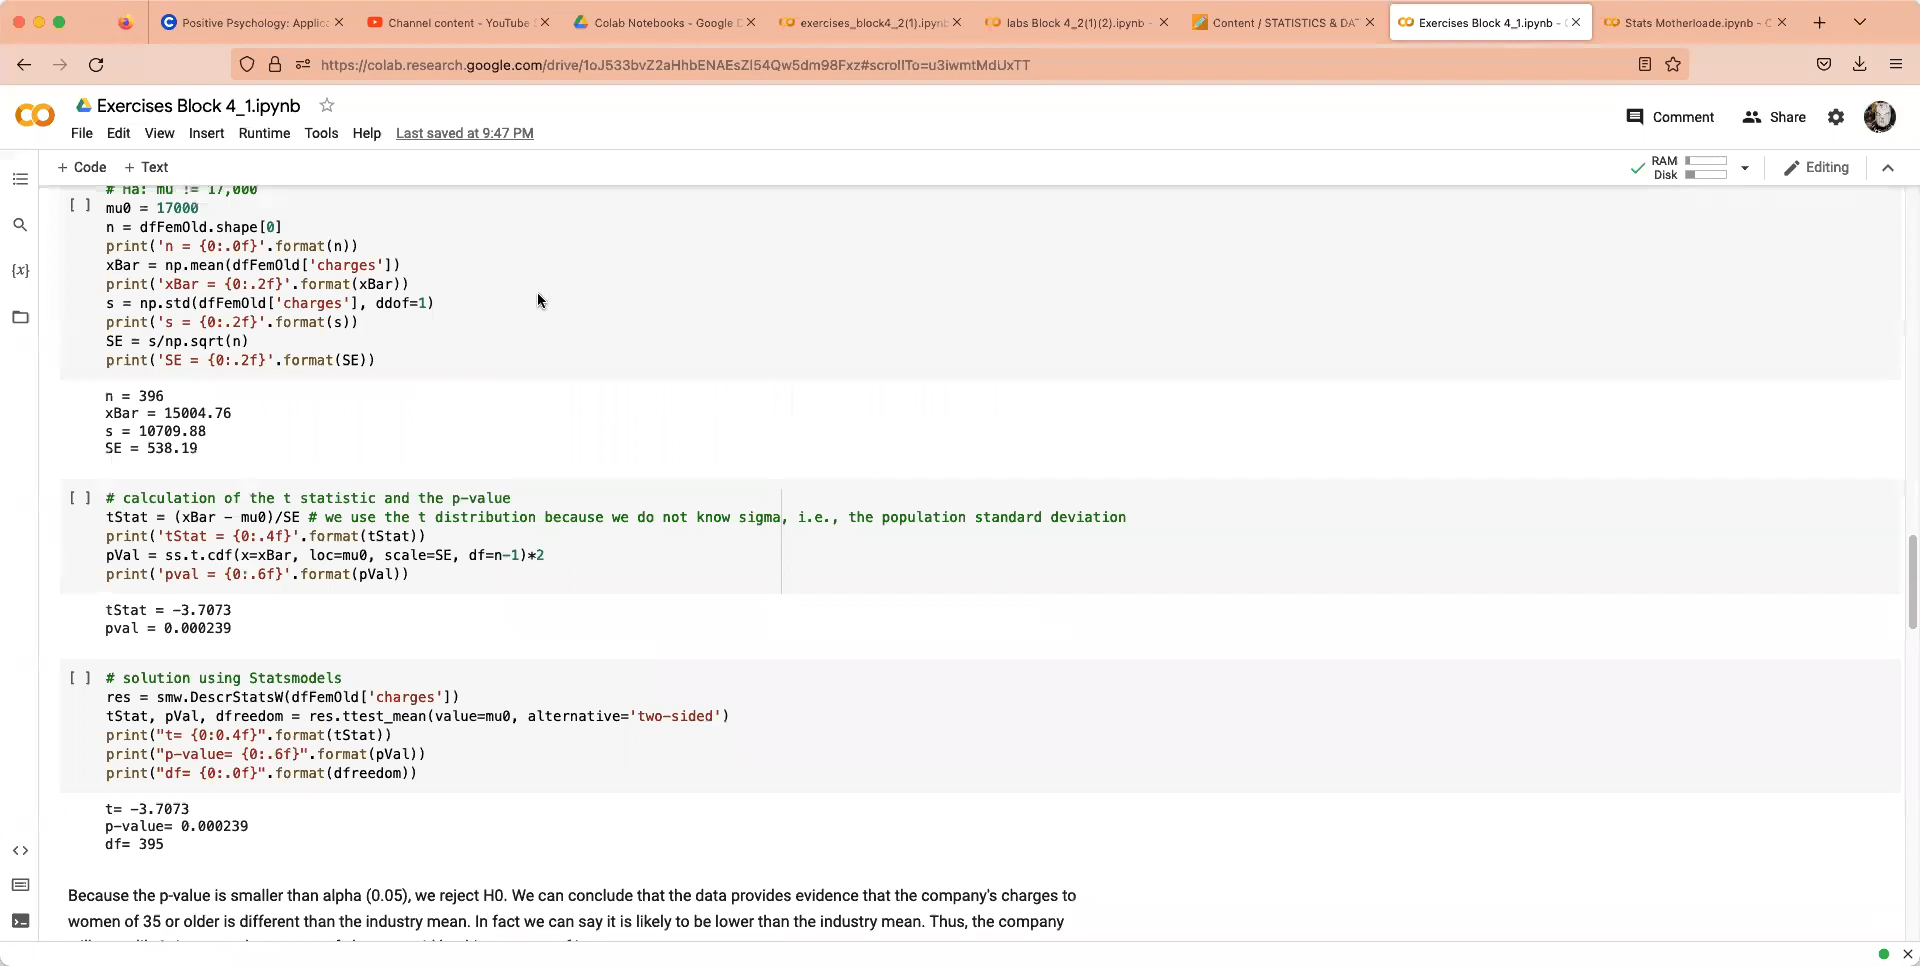 Positive Psychology: Applic
Channel content - YouTube
Colab Notebooks - Google D
exercises_block4_2(1).ipynb
labs Block 4_2(1)(2).ipynb -
Content / STATISTICS & DA
Exercises Block 4_1.ipynb -
Stats Motherloade.ipynb - C
https://colab.research.google.com/drive/1oJ533bvZ2aHhbENAEsZl54Qw5dm98Fxz#scrollTo=u3iwmtMdUxTT
Exercises Block 4_1.ipynb
Comment
Share
File Edit View Insert Runtime Tools Help Last saved at 9:47 PM
+ Code + Text
RAM
Disk
Editing
# Ha: mu != 17,000
[ ] mu0 = 17000
n = dfFemOld.shape[0]
print('n = {0:.0f}'.format(n))
xBar = np.mean(dfFemOld['charges'])
print('xBar = {0:.2f}'.format(xBar))
s = np.std(dfFemOld['charges'], ddof=1)
print('s = {0:.2f}'.format(s))
SE = s/np.sqrt(n)
print('SE = {0:.2f}'.format(SE))
n = 396
xBar = 15004.76
s = 10709.88
SE = 538.19
[ ] # calculation of the t statistic and the p-value
tStat = (xBar - mu0)/SE # we use the t distribution because we do not know sigma, i.e., the population standard deviation
print('tStat = {0:.4f}'.format(tStat))
pVal = ss.t.cdf(x=xBar, loc=mu0, scale=SE, df=n-1)*2
print('pval = {0:.6f}'.format(pVal))
tStat = -3.7073
pval = 0.000239
[ ] # solution using Statsmodels
res = smw.DescrStatsW(dfFemOld['charges'])
tStat, pVal, dfreedom = res.ttest_mean(value=mu0, alternative='two-sided')
print("t= {0:0.4f}".format(tStat))
print("p-value= {0:.6f}".format(pVal))
print("df= {0:.0f}".format(dfreedom))
t= -3.7073
p-value= 0.000239
df= 395
Because the p-value is smaller than alpha (0.05), we reject H0. We can conclude that the data provides evidence that the company's charges to
women of 35 or older is different than the industry mean. In fact we can say it is likely to be lower than the industry mean. Thus, the company